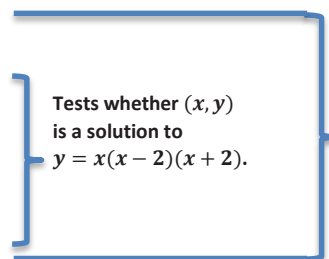 Tests whether (x, y)
is a solution to
y = x(x − 2)(x + 2).